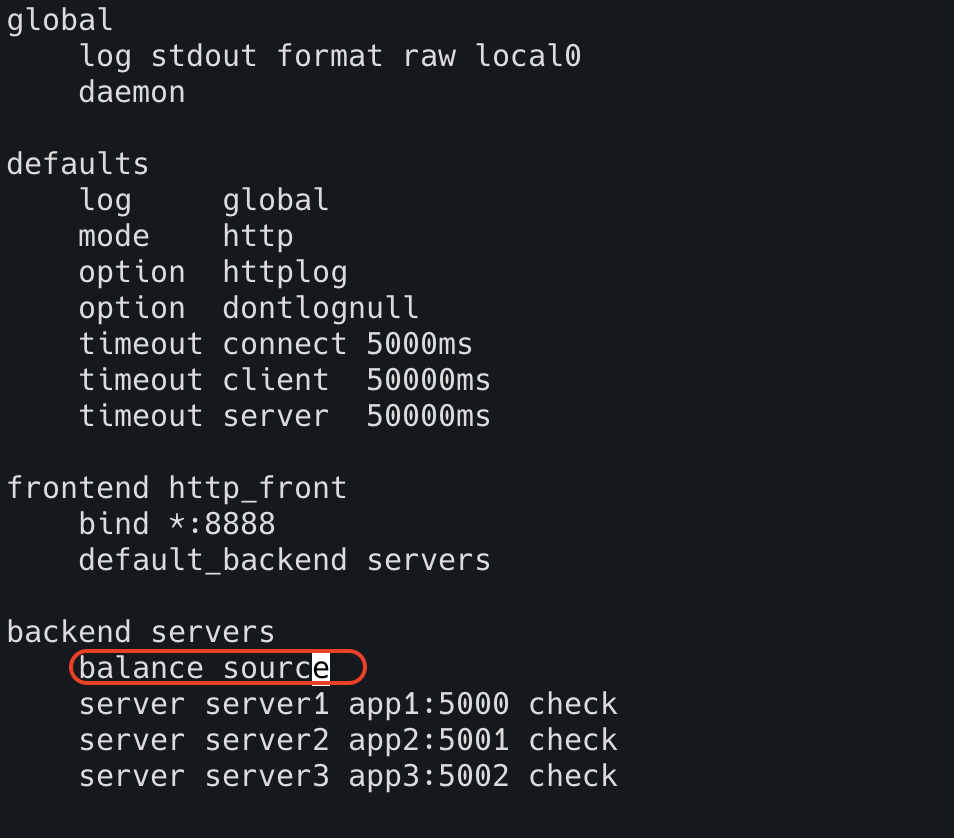 global
    log stdout format raw local0
    daemon

defaults
    log     global
    mode    http
    option  httplog
    option  dontlognull
    timeout connect 5000ms
    timeout client  50000ms
    timeout server  50000ms

frontend http_front
    bind *:8888
    default_backend servers

backend servers
    balance source
    server server1 app1:5000 check
    server server2 app2:5001 check
    server server3 app3:5002 check